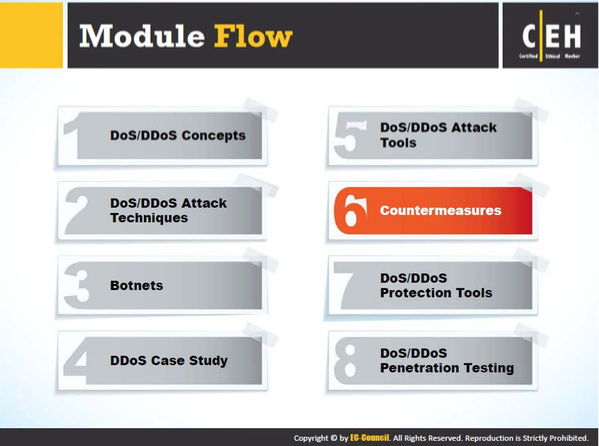 Module Flow
C|EH
Certified Ethical Hacker
1
DoS/DDoS Concepts
2
DoS/DDoS Attack
Techniques
3
Botnets
4
DDoS Case Study
5
DoS/DDoS Attack
Tools
6
Countermeasures
7
DoS/DDoS
Protection Tools
8
DoS/DDoS
Penetration Testing
Copyright © by EC-Council. All Rights Reserved. Reproduction is Strictly Prohibited.